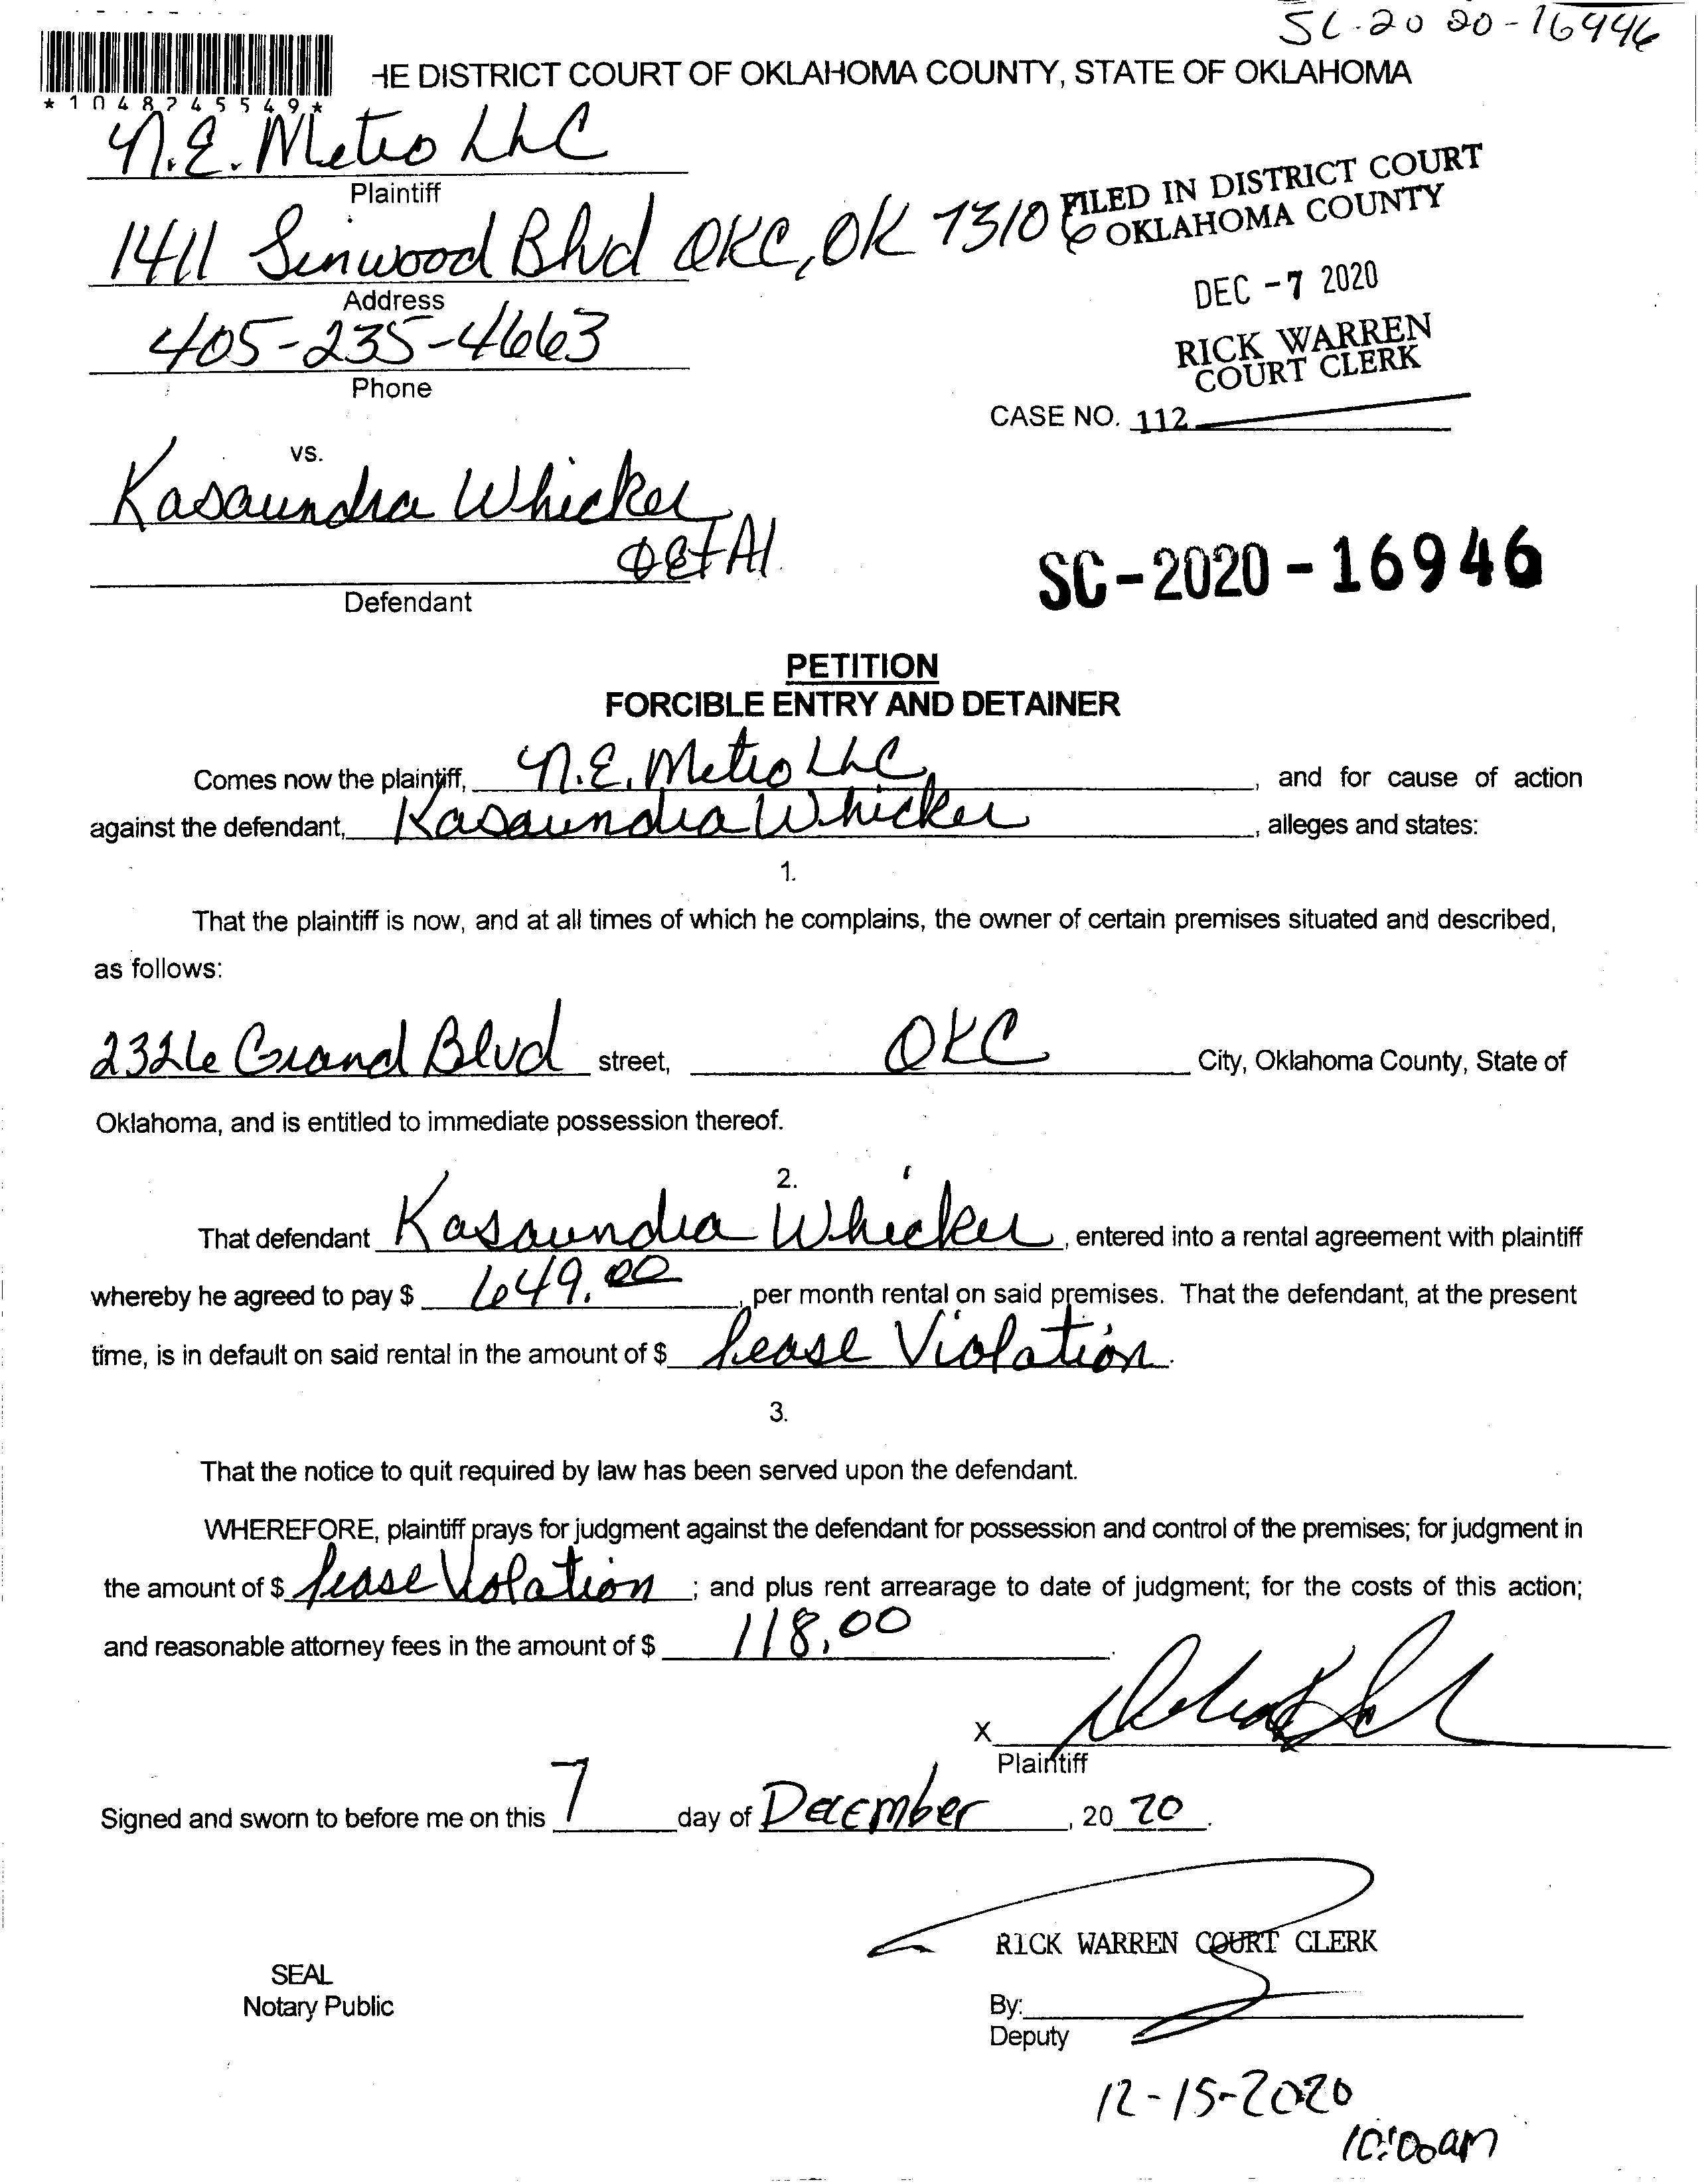 SC-2020-16946
*1048745549*
HE DISTRICT COURT OF OKLAHOMA COUNTY, STATE OF OKLAHOMA
N.E. Metro LLC
Plaintiff
FILED IN DISTRICT COURT
OKLAHOMA COUNTY
1411 Linwood Blvd OKC, OK 73106
Address
DEC -7 2020
405-235-4663
Phone
RICK WARREN
COURT CLERK
CASE NO. 112
vs.
Kasaundra Whicker
et Al.
Defendant
SC-2020-16946
PETITION
FORCIBLE ENTRY AND DETAINER
Comes now the plaintiff, N.E. Metro LLC, and for cause of action
against the defendant, Kasaundra Whicker, alleges and states:
1.
That the plaintiff is now, and at all times of which he complains, the owner of certain premises situated and described,
as follows:
2326 Grand Blvd street, OKC City, Oklahoma County, State of
Oklahoma, and is entitled to immediate possession thereof.
2.
That defendant Kasaundra Whicker, entered into a rental agreement with plaintiff
whereby he agreed to pay $ 649.00, per month rental on said premises. That the defendant, at the present
time, is in default on said rental in the amount of $ Lease Violation.
3.
That the notice to quit required by law has been served upon the defendant.
WHEREFORE, plaintiff prays for judgment against the defendant for possession and control of the premises; for judgment in
the amount of $ Lease Violation; and plus rent arrearage to date of judgment; for the costs of this action;
and reasonable attorney fees in the amount of $ 118.00.
X
Plaintiff
Signed and sworn to before me on this 7 day of December, 20 20.
RICK WARREN COURT CLERK
SEAL
Notary Public
By:
Deputy
12-15-2020
10:00am